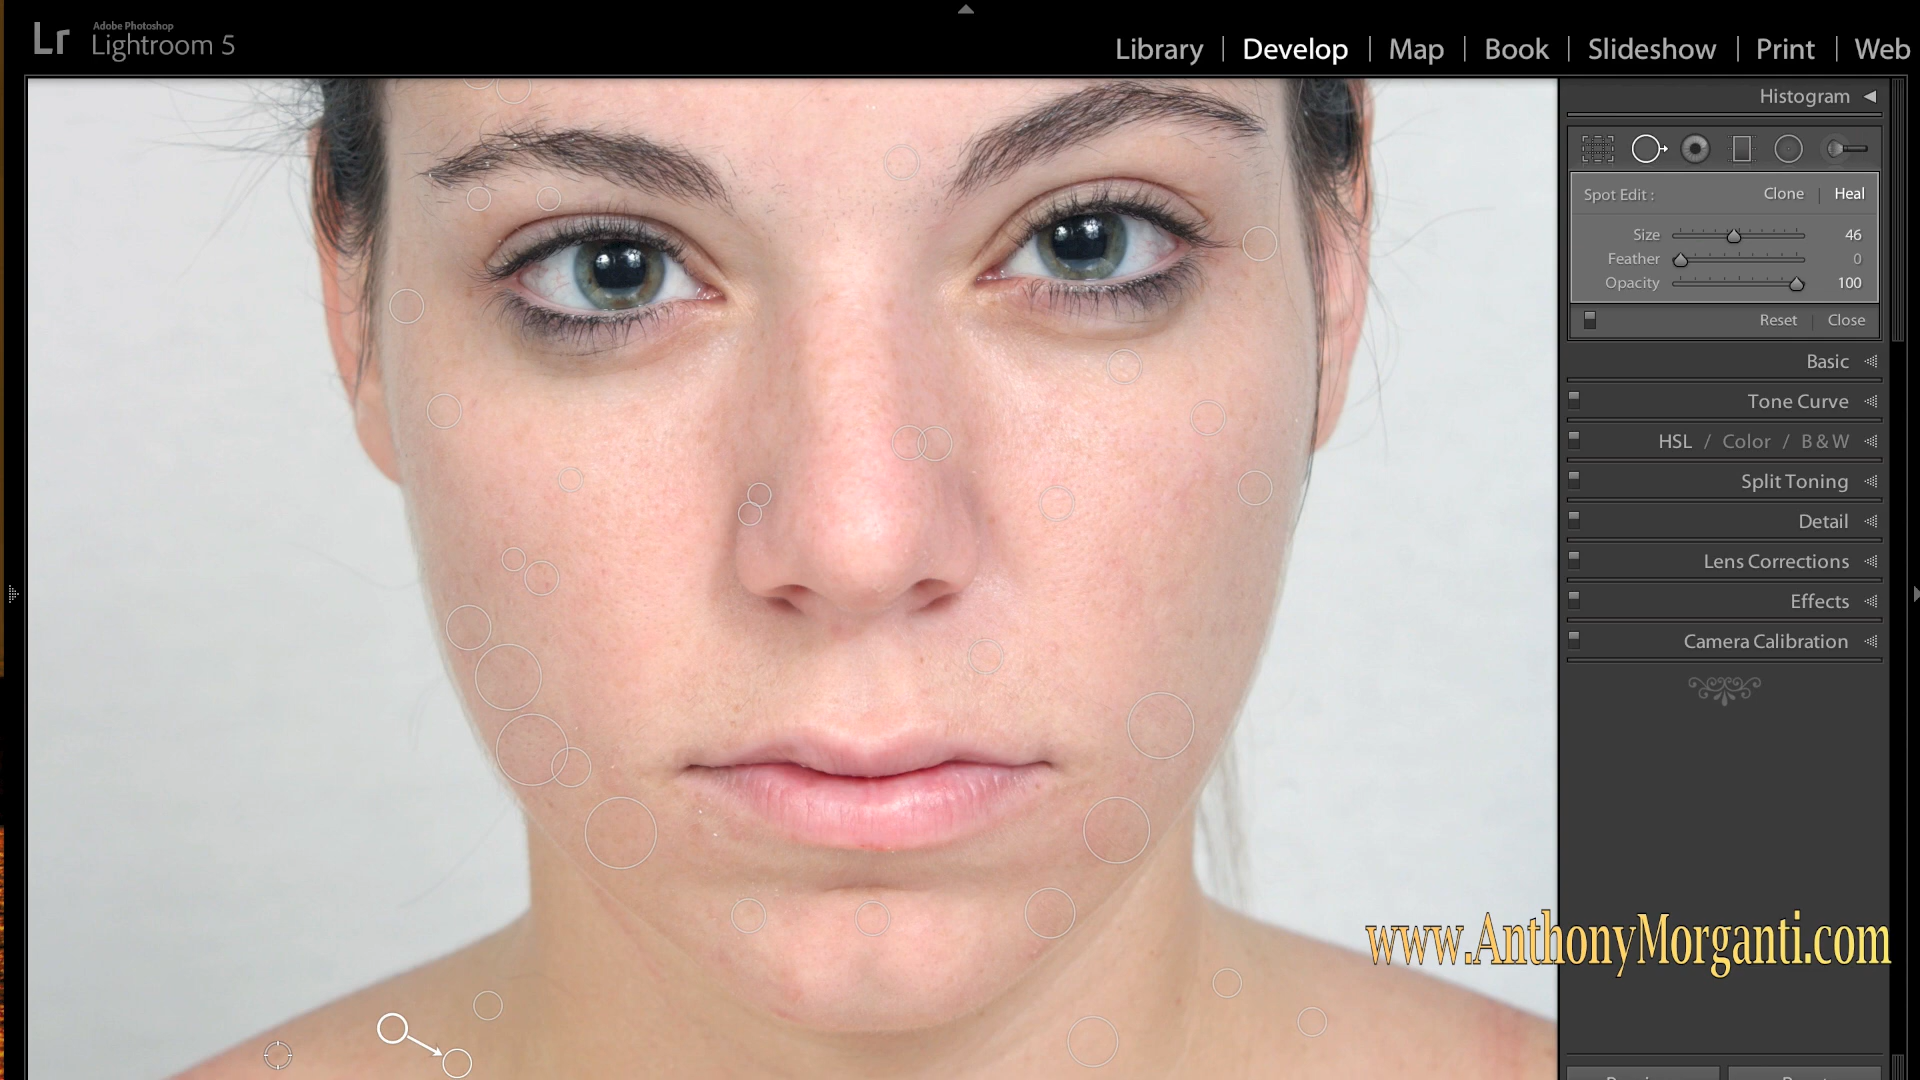 Lr
Adobe Photoshop
Lightroom 5
Library | Develop | Map | Book | Slideshow | Print | Web
Histogram
Spot Edit : Clone | Heal
Size 46
Feather 0
Opacity 100
Reset | Close
Basic
Tone Curve
HSL / Color / B & W
Split Toning
Detail
Lens Corrections
Effects
Camera Calibration
www.AnthonyMorganti.com